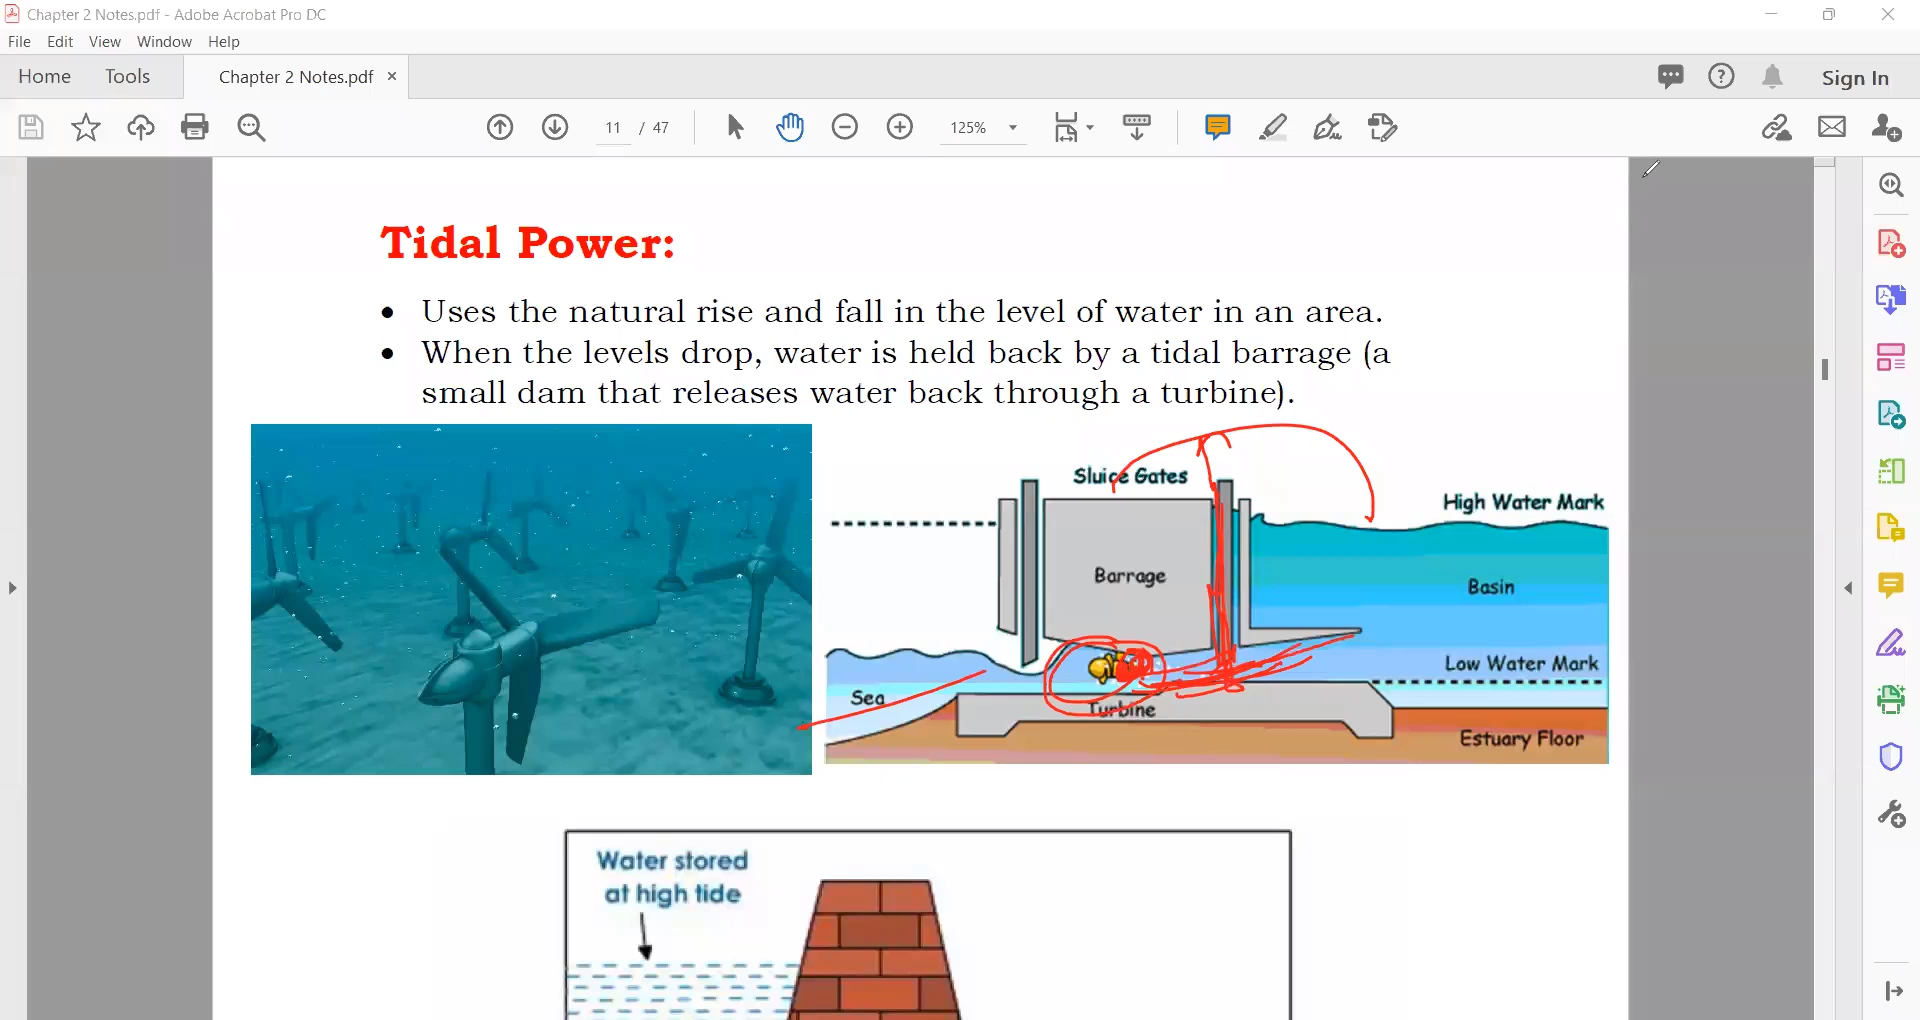 Chapter 2 Notes.pdf - Adobe Acrobat Pro DC
File Edit View Window Help
Home Tools Chapter 2 Notes.pdf × Sign In
11 / 47 125%
Tidal Power:
• Uses the natural rise and fall in the level of water in an area.
• When the levels drop, water is held back by a tidal barrage (a
small dam that releases water back through a turbine).
Sluice Gates
High Water Mark
Barrage
Basin
Low Water Mark
Sea
Turbine
Estuary Floor
Water stored
at high tide